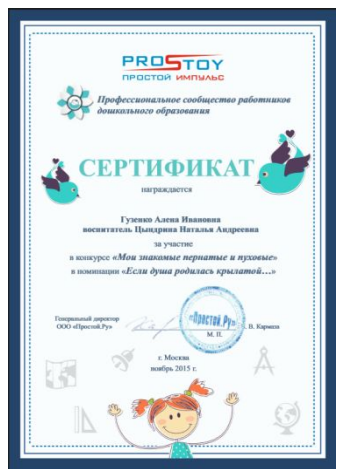 PROSTOY
ПРОСТОЙ ИМПУЛЬС
Профессиональное сообщество работников
дошкольного образования
СЕРТИФИКАТ
награждается
Гузенко Алена Ивановна
воспитатель Цындрина Наталья Андреевна
за участие
в конкурсе «Мои знакомые пернатые и пуховые»
в номинации «Если душа родилась крылатой…»
Генеральный директор
ООО «Простой.Ру»
«Простой.Ру»
В. Кармаза
М. П.
г. Москва
ноябрь 2015 г.